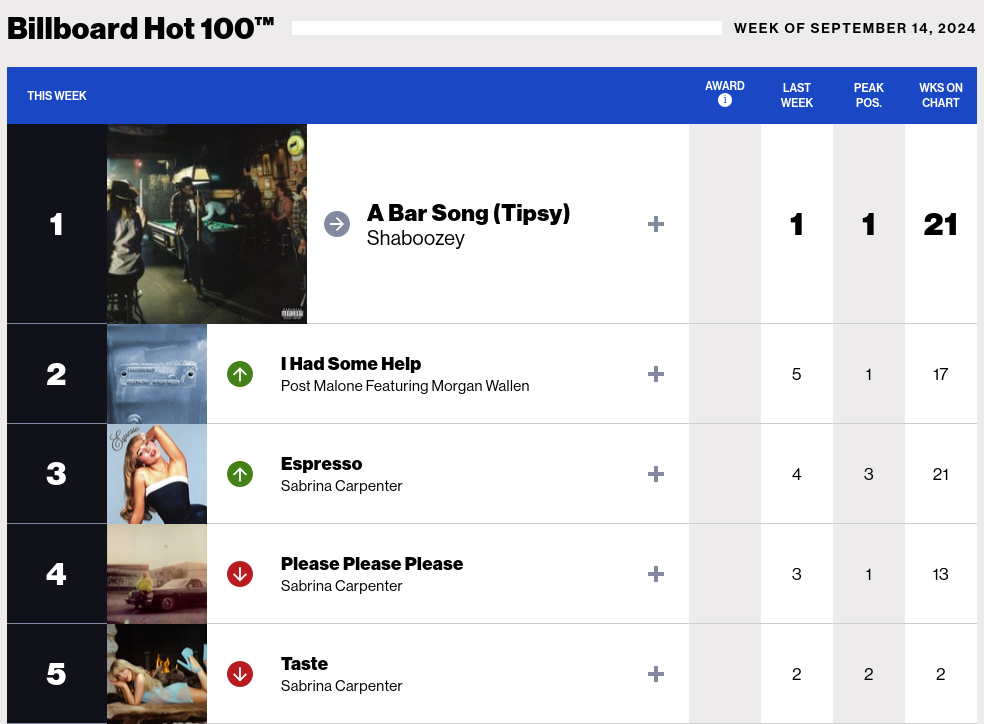 Billboard Hot 100™ WEEK OF SEPTEMBER 14, 2024
THIS WEEK AWARD i LAST WEEK PEAK POS. WKS ON CHART
1 A Bar Song (Tipsy) 1 1 21
Shaboozey
2 I Had Some Help 5 1 17
Post Malone Featuring Morgan Wallen
3 Espresso 4 3 21
Sabrina Carpenter
4 Please Please Please 3 1 13
Sabrina Carpenter
5 Taste 2 2 2
Sabrina Carpenter